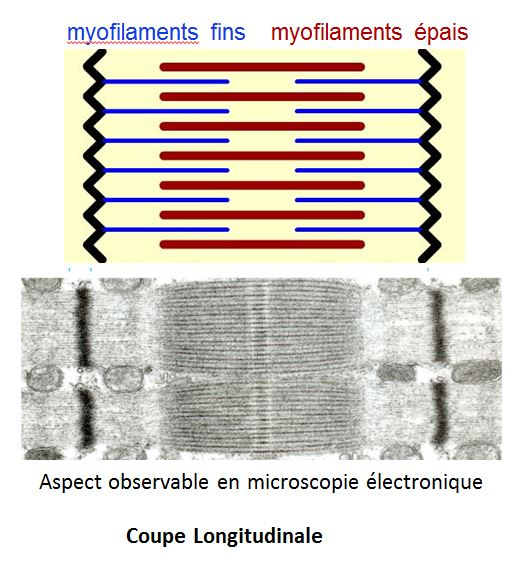 myofilaments fins myofilaments épais
Aspect observable en microscopie électronique
Coupe Longitudinale